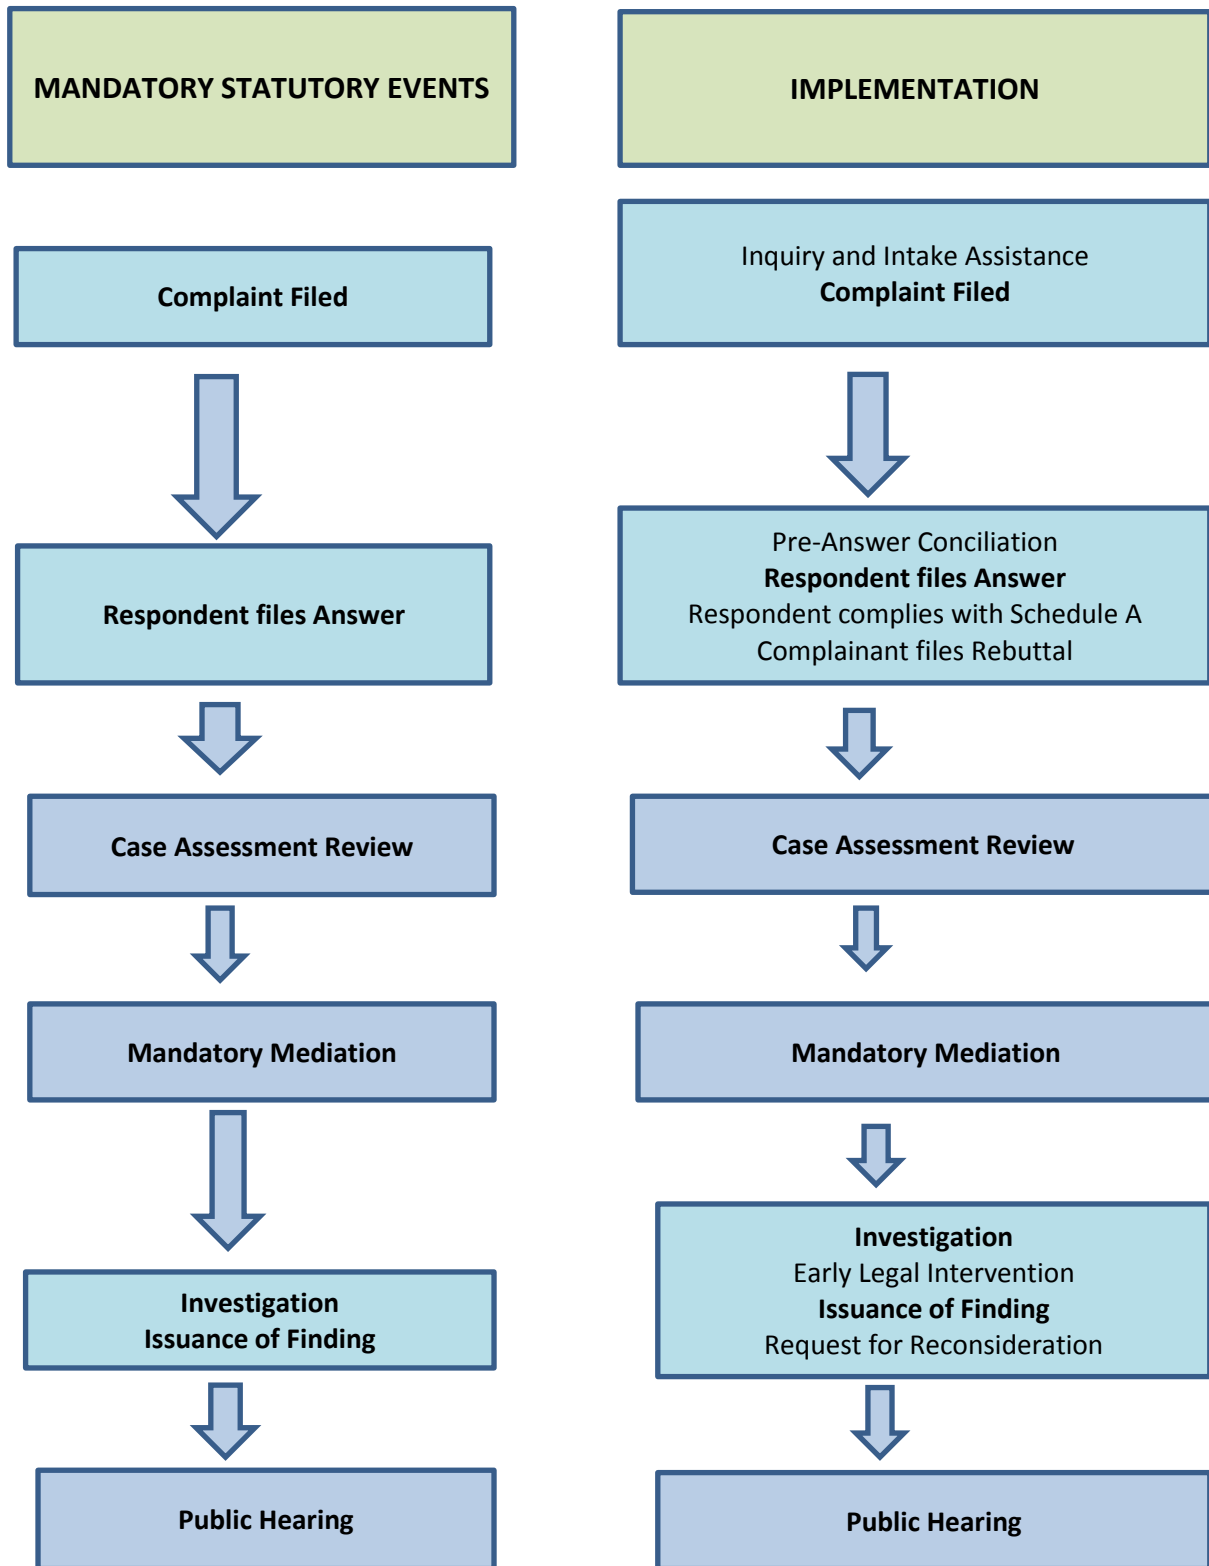 MANDATORY STATUTORY EVENTS
IMPLEMENTATION
Complaint Filed
Inquiry and Intake Assistance
Complaint Filed
Respondent files Answer
Pre-Answer Conciliation
Respondent files Answer
Respondent complies with Schedule A
Complainant files Rebuttal
Case Assessment Review
Case Assessment Review
Mandatory Mediation
Mandatory Mediation
Investigation
Issuance of Finding
Investigation
Early Legal Intervention
Issuance of Finding
Request for Reconsideration
Public Hearing
Public Hearing